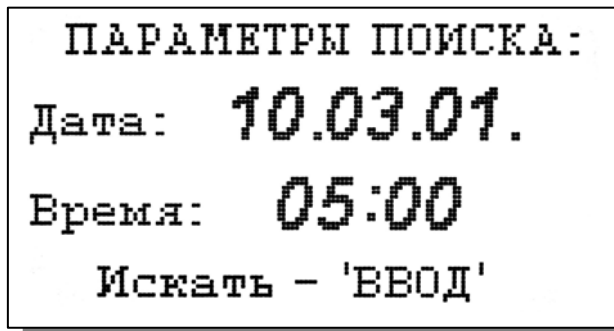 ПАРАМЕТРЫ ПОИСКА:
Дата: 10.03.01.
Время: 05:00
Искать - 'ВВОД'